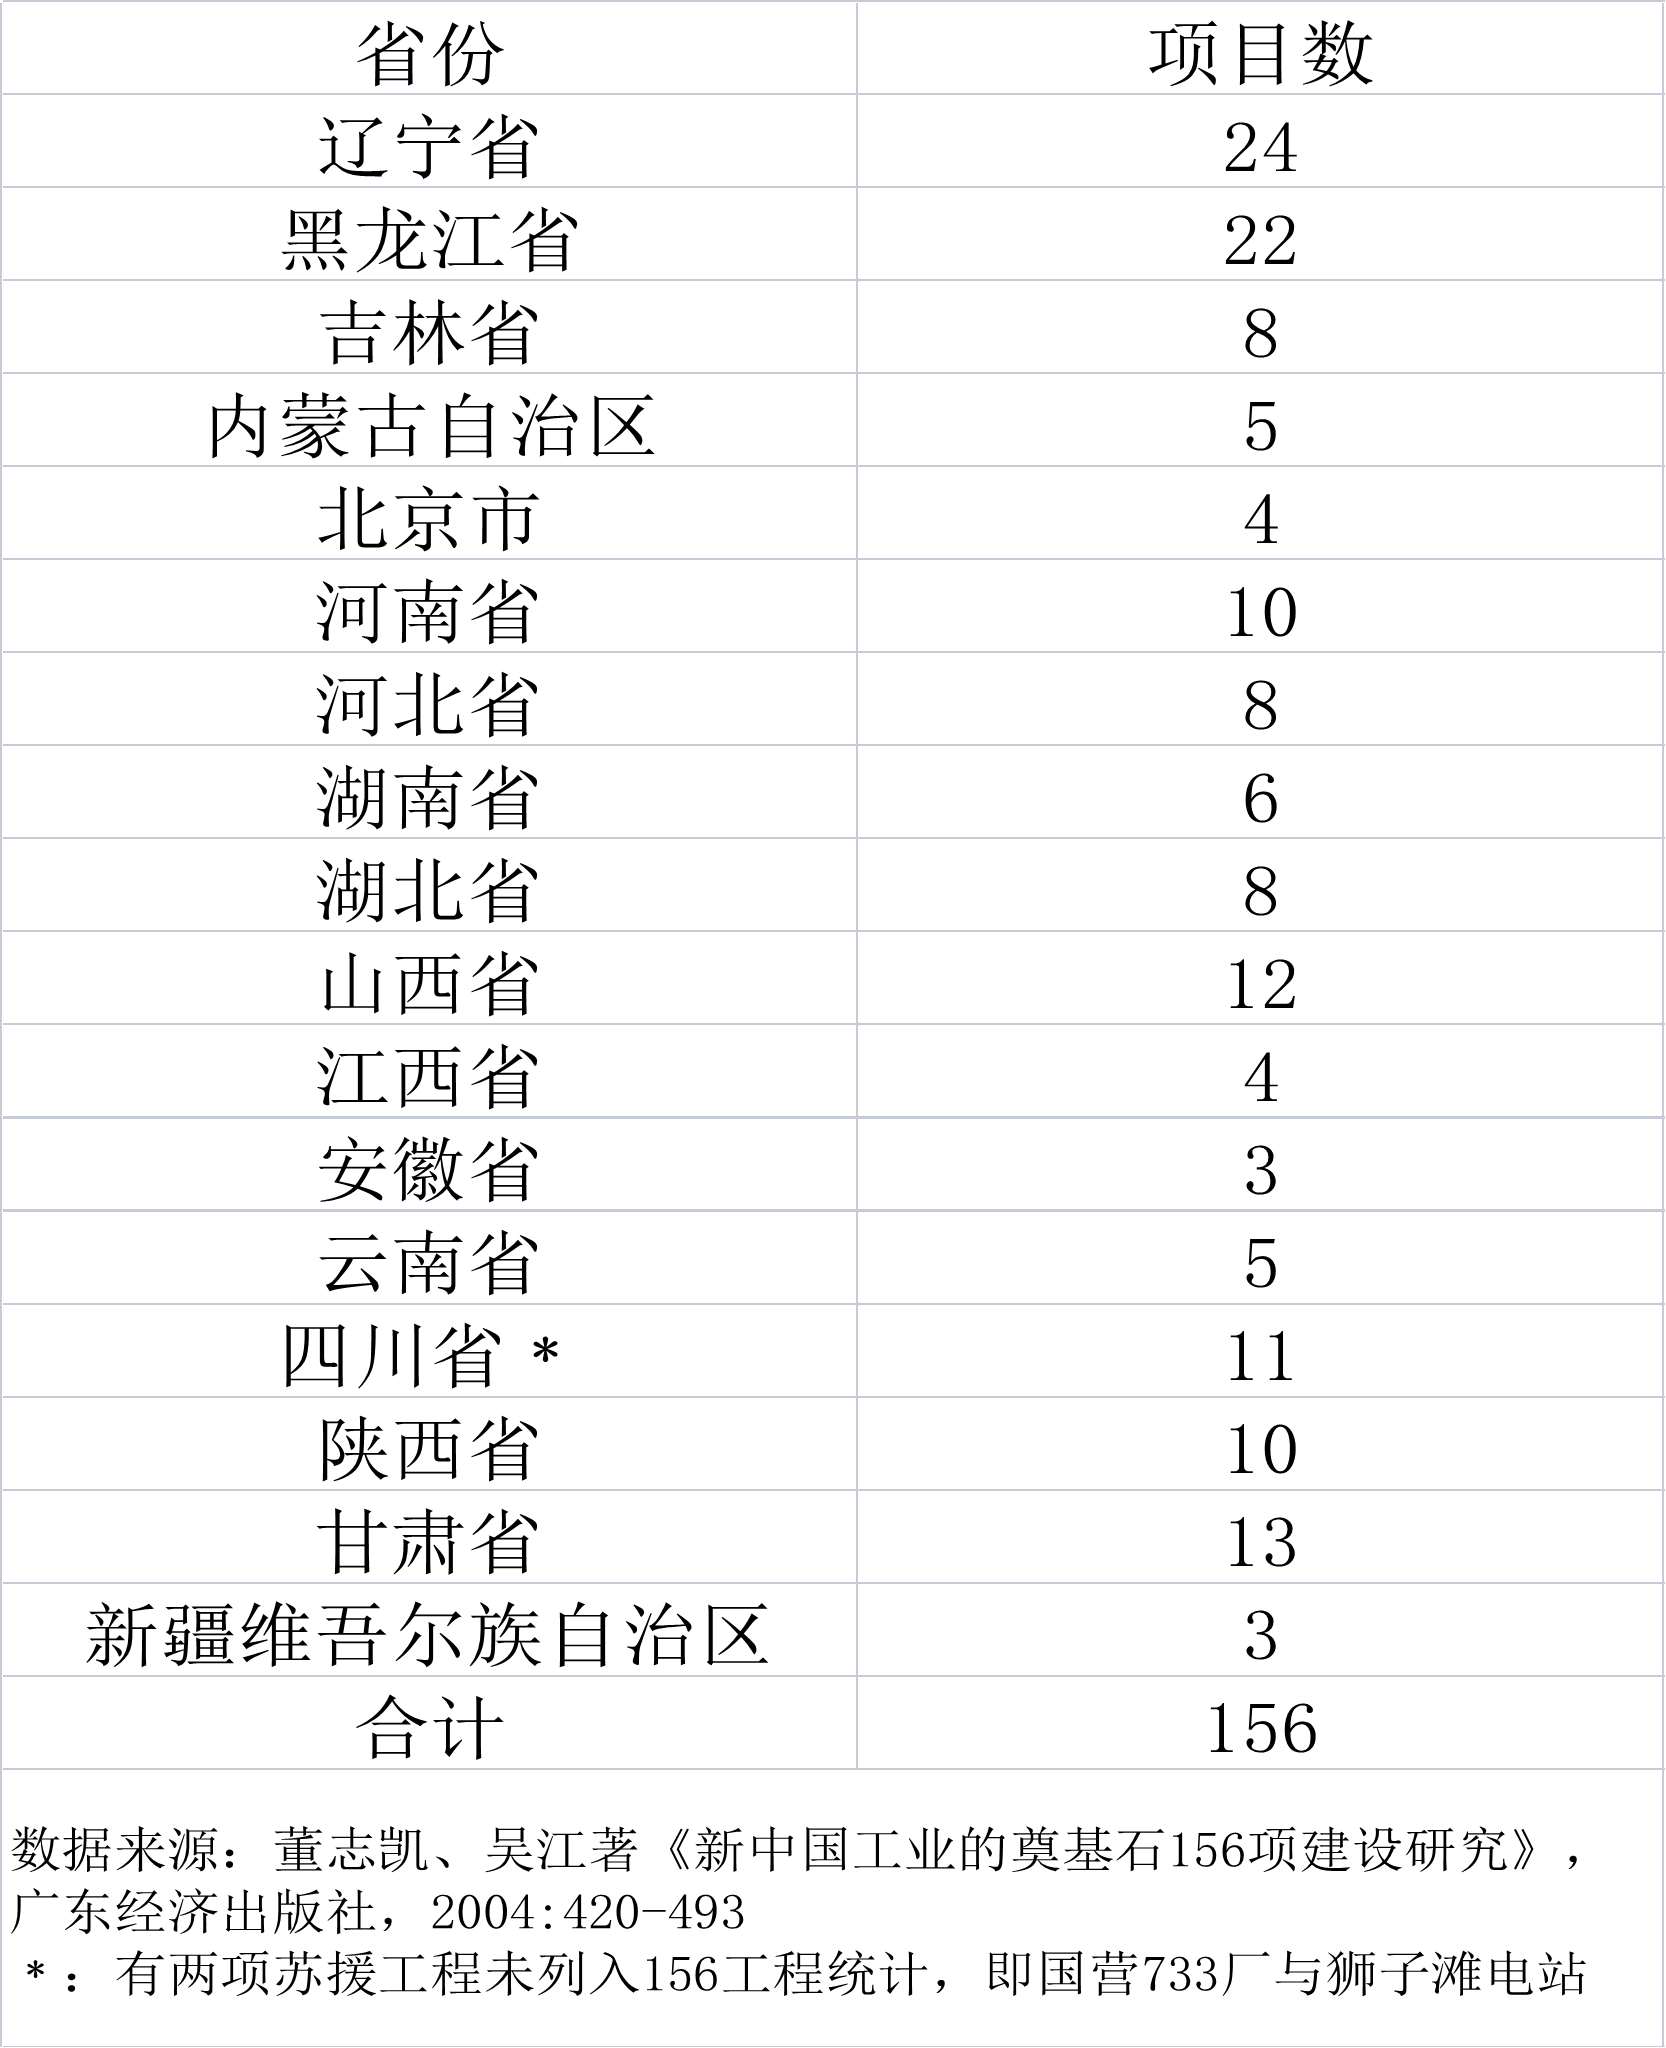 省份 项目数
辽宁省 24
黑龙江省 22
吉林省 8
内蒙古自治区 5
北京市 4
河南省 10
河北省 8
湖南省 6
湖北省 8
山西省 12
江西省 4
安徽省 3
云南省 5
四川省 * 11
陕西省 10
甘肃省 13
新疆维吾尔族自治区 3
合计 156
数据来源：董志凯、吴江著《新中国工业的奠基石156项建设研究》，
广东经济出版社，2004:420-493
*：有两项苏援工程未列入156工程统计，即国营733厂与狮子滩电站